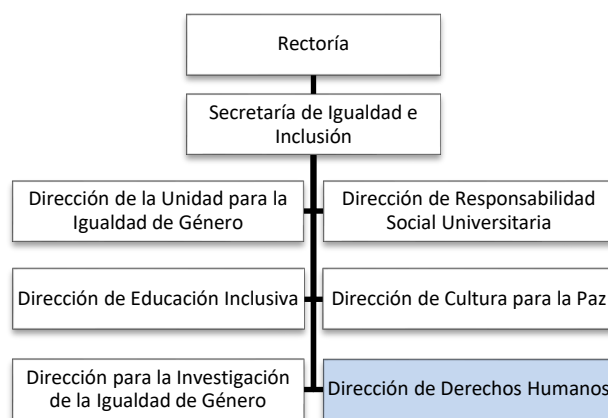 Rectoría
Secretaría de Igualdad e
Inclusión
Dirección de la Unidad para la
Igualdad de Género
Dirección de Responsabilidad
Social Universitaria
Dirección de Educación Inclusiva
Dirección de Cultura para la Paz
Dirección para la Investigación
de la Igualdad de Género
Dirección de Derechos Humanos